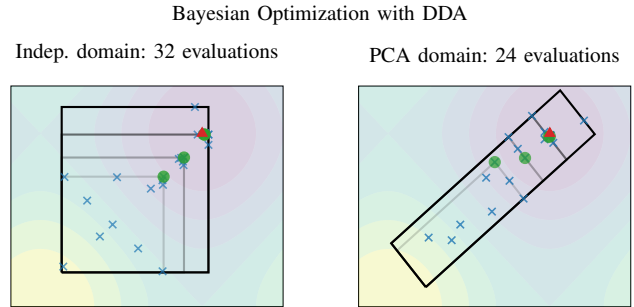 Bayesian Optimization with DDA
Indep. domain: 32 evaluations
PCA domain: 24 evaluations